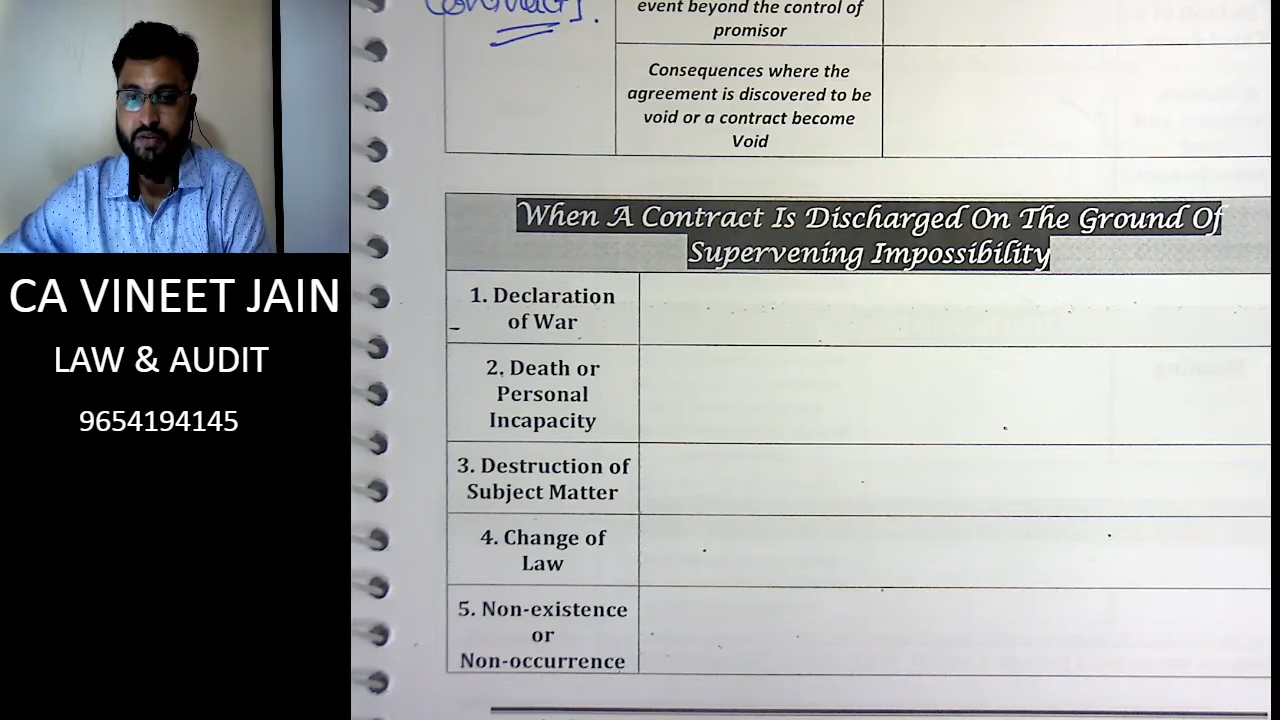 contracts.
event beyond the control of
promisor
Consequences where the
agreement is discovered to be
void or a contract become
Void
When A Contract Is Discharged On The Ground Of
Supervening Impossibility
1. Declaration
of War
2. Death or
Personal
Incapacity
3. Destruction of
Subject Matter
4. Change of
Law
5. Non-existence
or
Non-occurrence
CA VINEET JAIN
LAW & AUDIT
9654194145